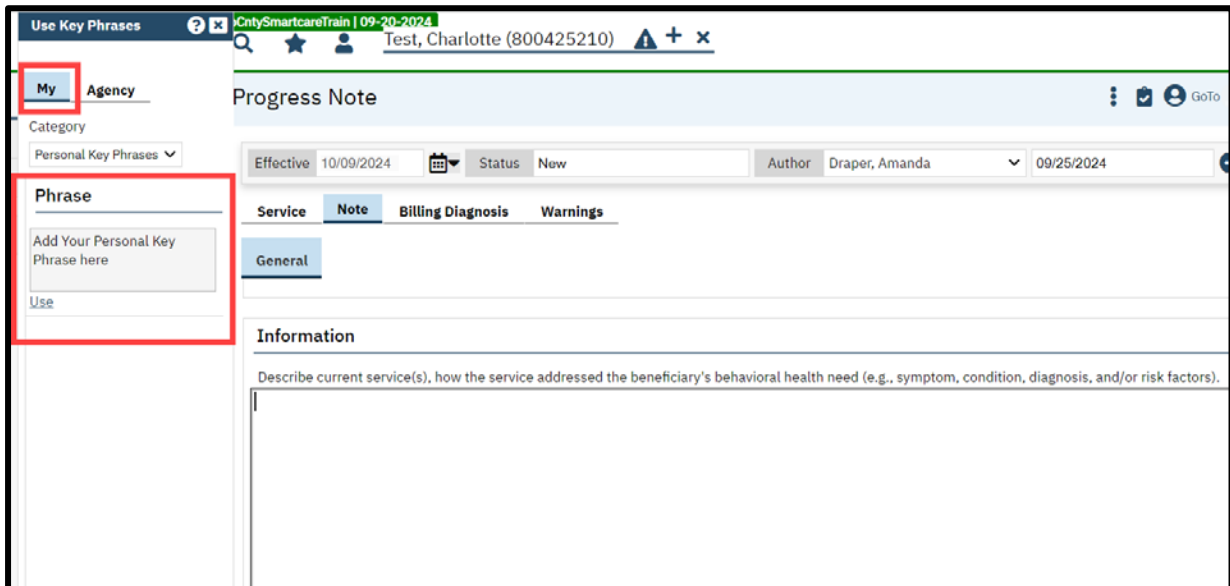 Use Key Phrases
CntySmartcareTrain | 09-20-2024
Test, Charlotte (800425210)
My Agency
Progress Note
GoTo
Category
Personal Key Phrases
Effective 10/09/2024 Status New Author Draper, Amanda 09/25/2024
Phrase
Service Note Billing Diagnosis Warnings
Add Your Personal Key
Phrase here
General
Use
Information
Describe current service(s), how the service addressed the beneficiary's behavioral health need (e.g., symptom, condition, diagnosis, and/or risk factors).